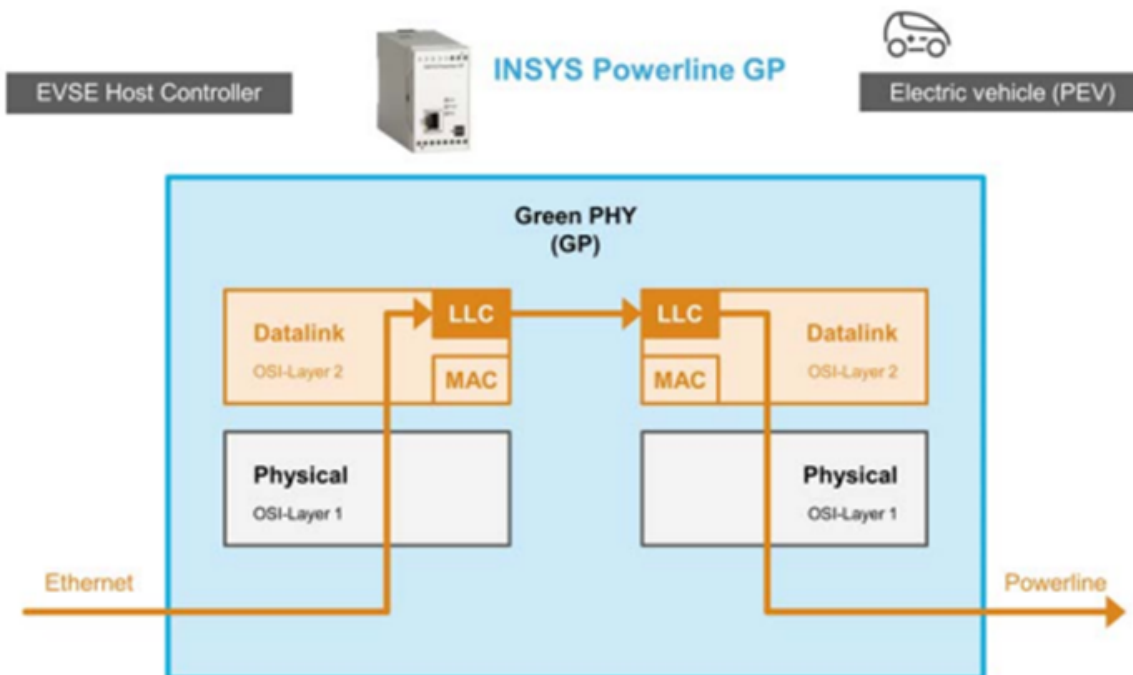 INSYS Powerline GP
EVSE Host Controller
Electric vehicle (PEV)
Green PHY
(GP)
LLC
LLC
Datalink
Datalink
OSI-Layer 2
OSI-Layer 2
MAC
MAC
Physical
Physical
OSI-Layer 1
OSI-Layer 1
Ethernet
Powerline